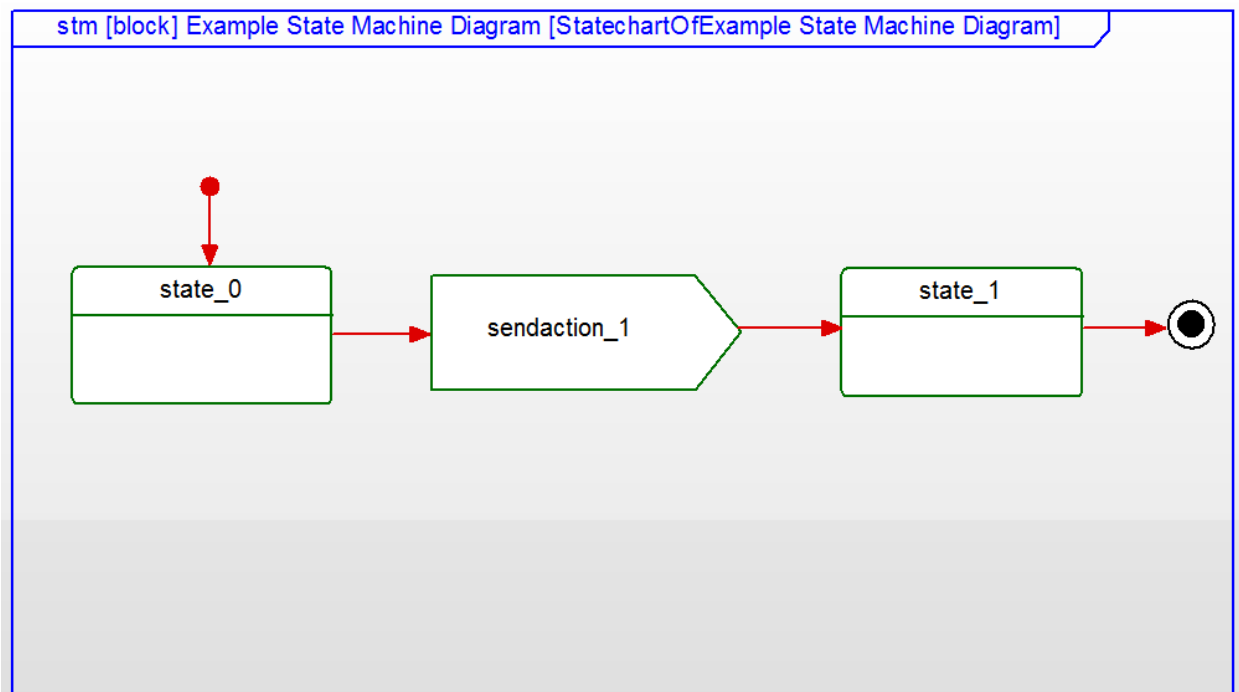 stm [block] Example State Machine Diagram [StatechartOfExample State Machine Diagram]
state_0
sendaction_1
state_1